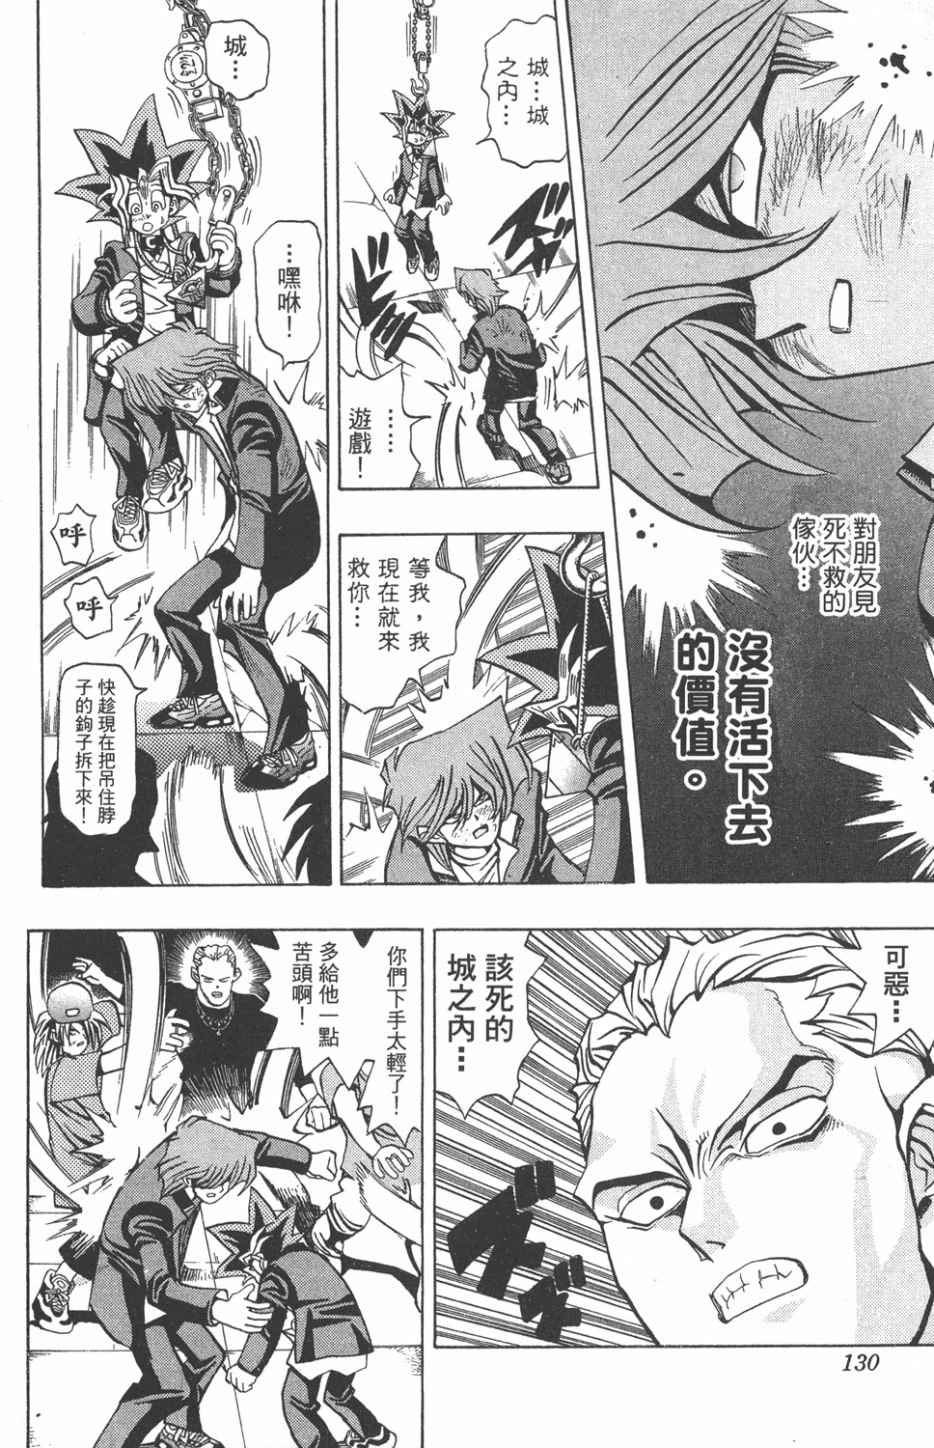 對朋友見
死不救的
傢伙…
沒有活下去
的價值。
城…城
之內…
……
遊戲！
等我，我
現在就來
救你…
城…
…嘿咻！
呼
呼
快趁現在把吊住脖
子的鉤子拆下來！
可惡…
該死的
城之內…
你們下手太輕了！
多給他一點
苦頭啊！
130